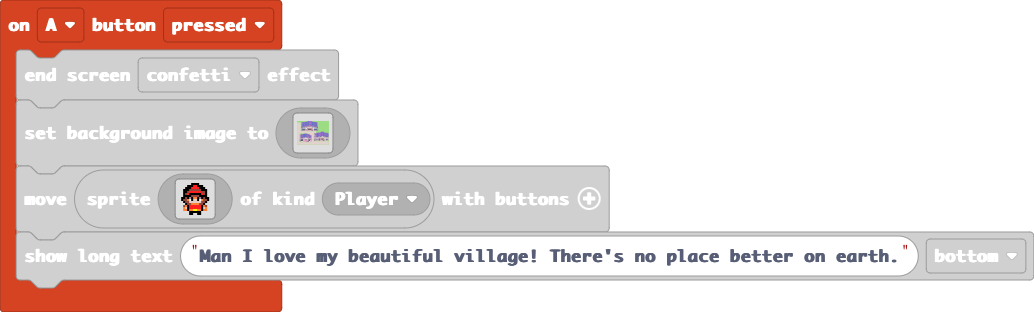 on A button pressed
end screen confetti effect
set background image to
move sprite of kind Player with buttons
show long text "Man I love my beautiful village! There's no place better on earth." bottom